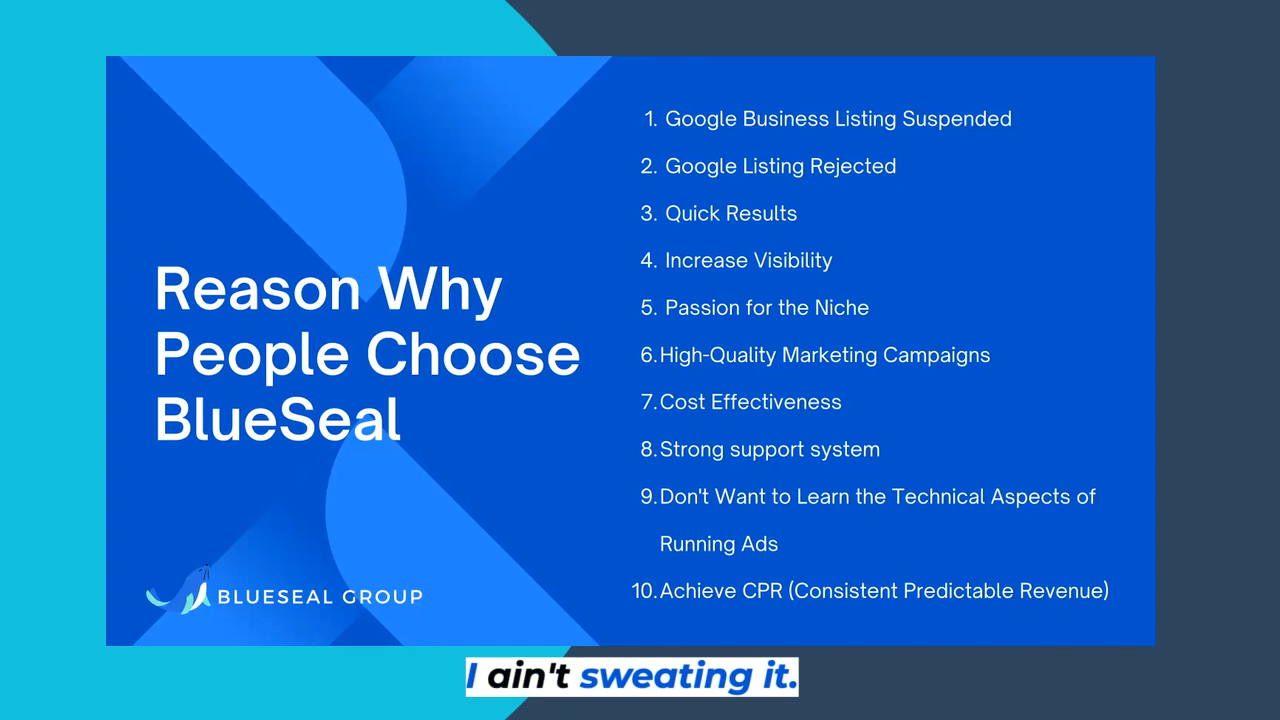 Reason Why
People Choose
BlueSeal
BLUESEAL GROUP
1. Google Business Listing Suspended
2. Google Listing Rejected
3. Quick Results
4. Increase Visibility
5. Passion for the Niche
6. High-Quality Marketing Campaigns
7. Cost Effectiveness
8. Strong support system
9. Don't Want to Learn the Technical Aspects of
Running Ads
10. Achieve CPR (Consistent Predictable Revenue)
I ain't sweating it.